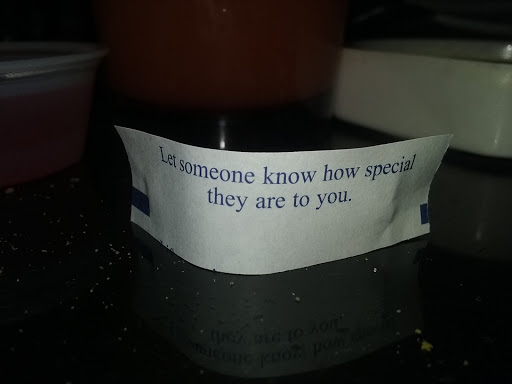 Let someone know how special
they are to you.